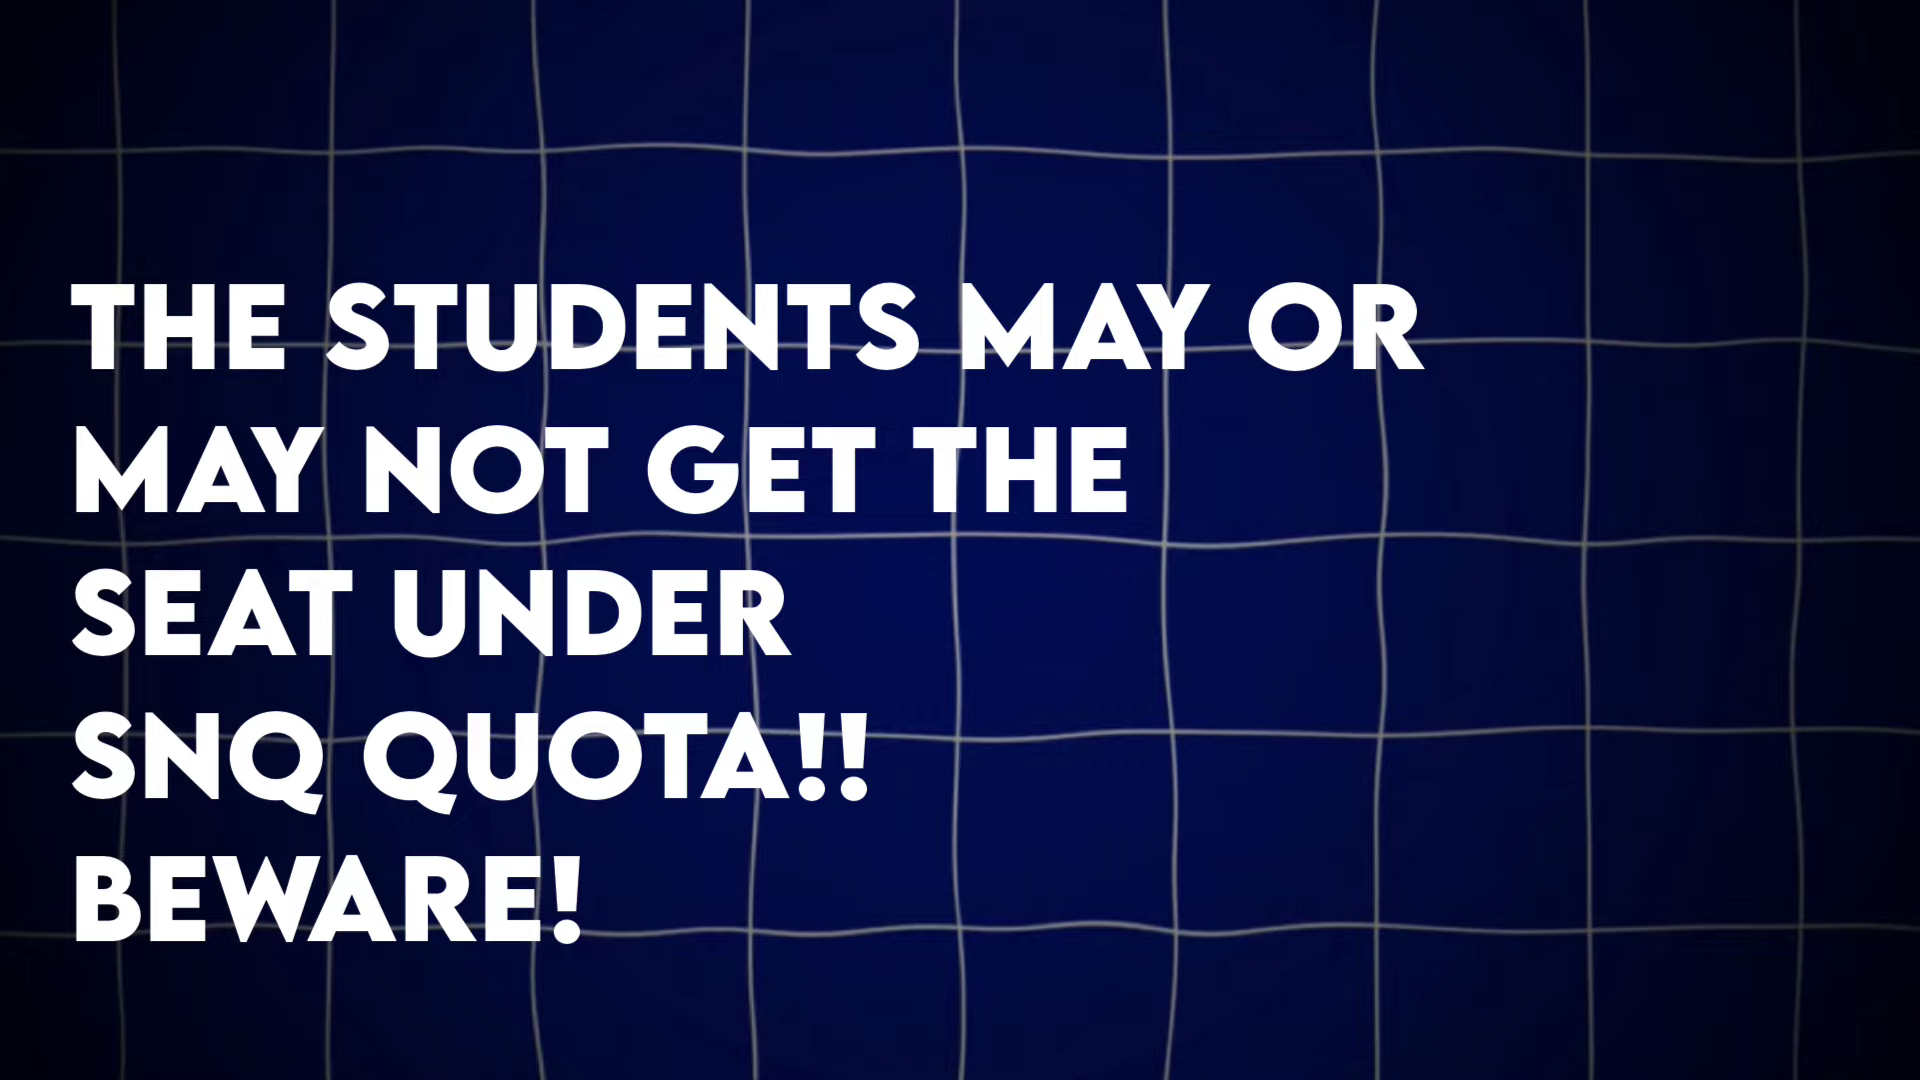 THE STUDENTS MAY OR
MAY NOT GET THE
SEAT UNDER
SNQ QUOTA!!
BEWARE!